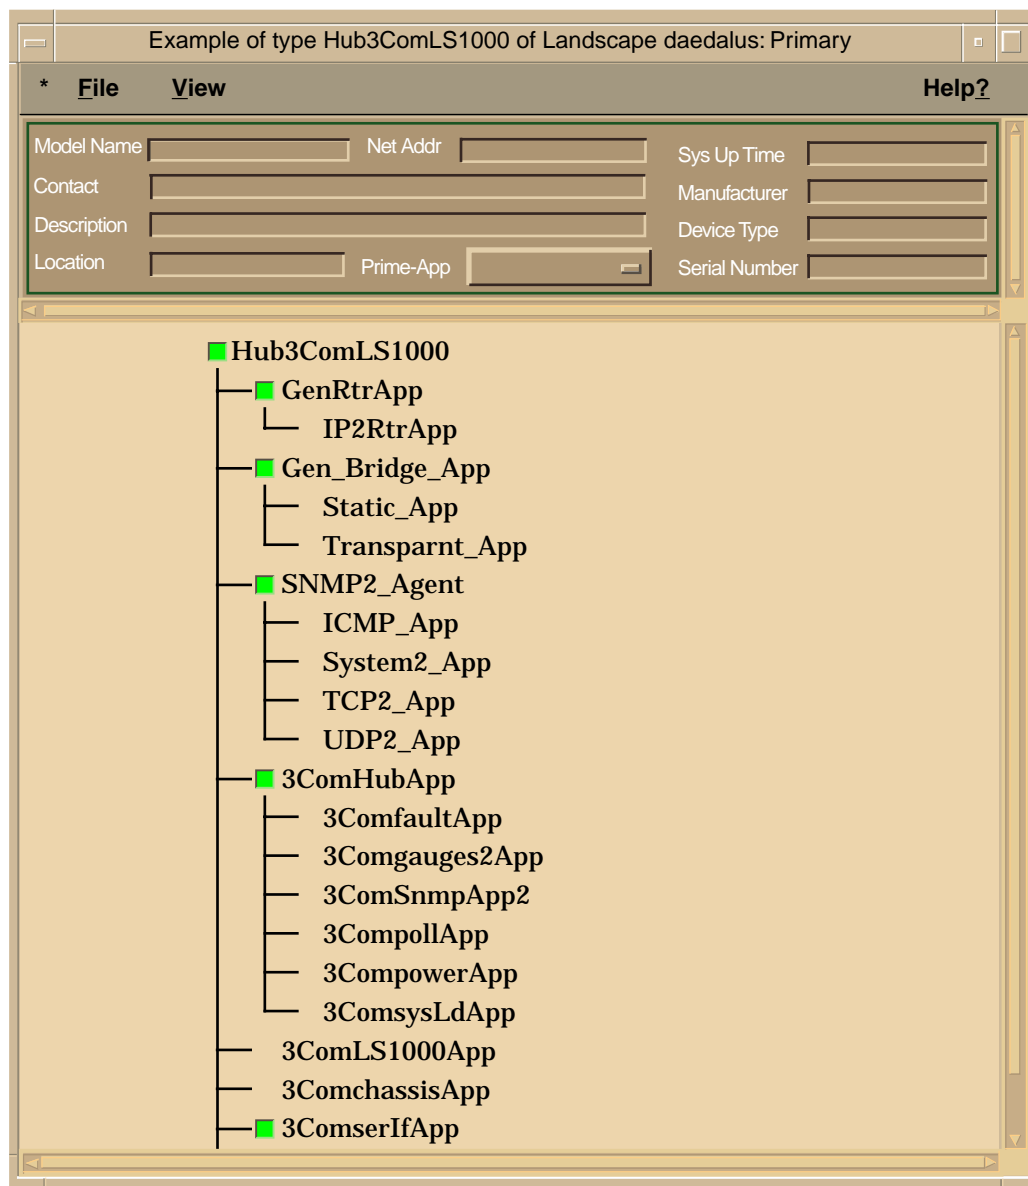 Example of type Hub3ComLS1000 of Landscape daedalus: Primary
* File View Help?
Model Name Net Addr Sys Up Time
Contact Manufacturer
Description Device Type
Location Prime-App Serial Number
Hub3ComLS1000
GenRtrApp
IP2RtrApp
Gen_Bridge_App
Static_App
Transparnt_App
SNMP2_Agent
ICMP_App
System2_App
TCP2_App
UDP2_App
3ComHubApp
3ComfaultApp
3Comgauges2App
3ComSnmpApp2
3CompollApp
3CompowerApp
3ComsysLdApp
3ComLS1000App
3ComchassisApp
3ComserIfApp